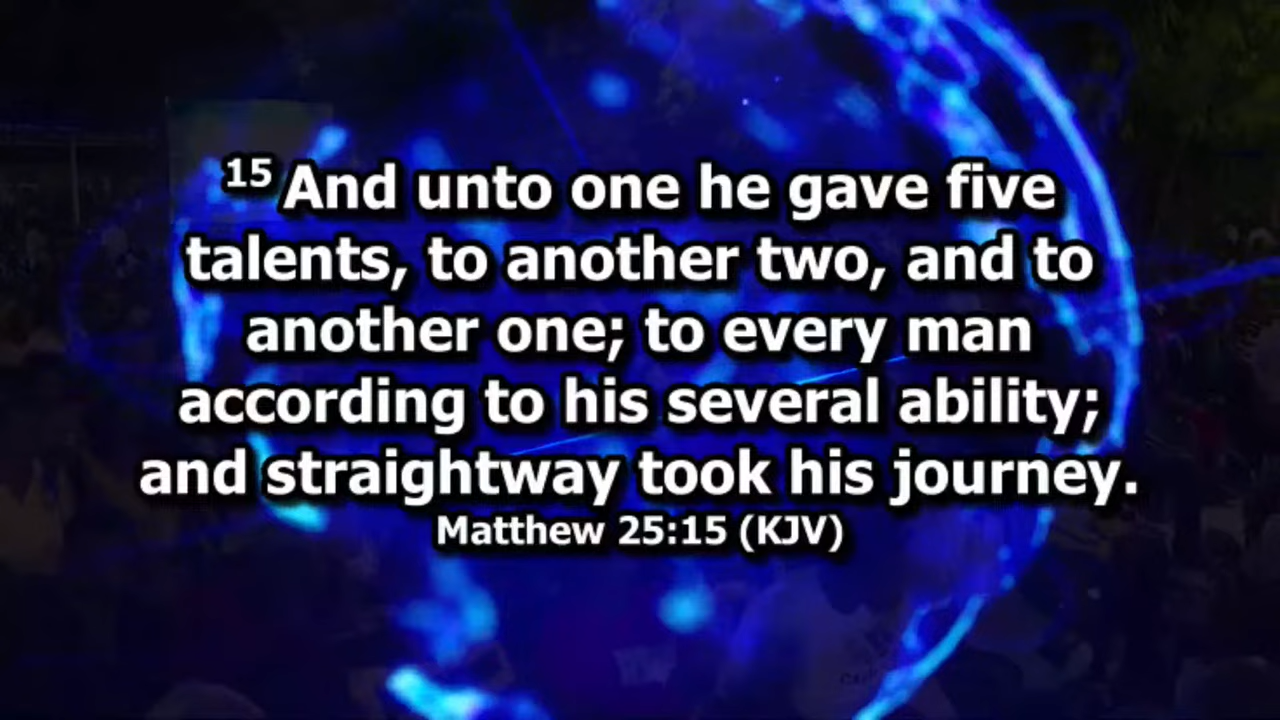 15 And unto one he gave five
talents, to another two, and to
another one; to every man
according to his several ability;
and straightway took his journey.
Matthew 25:15 (KJV)